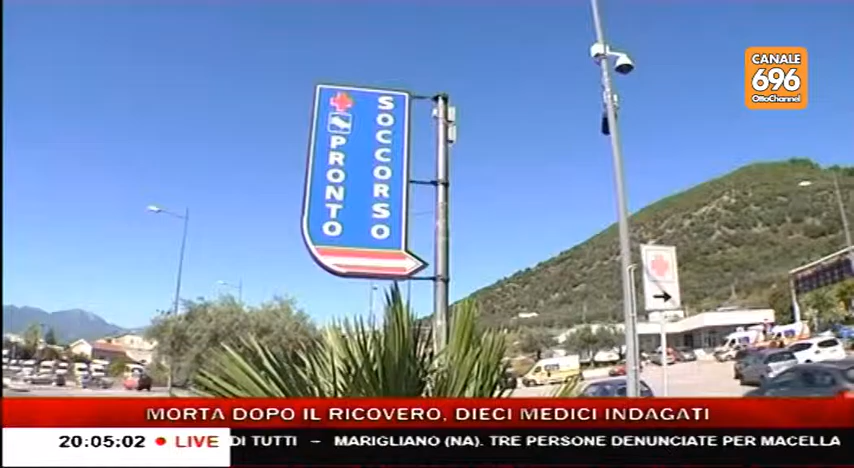 CANALE
696
OttoChannel
PRONTO
SOCCORSO
MORTA DOPO IL RICOVERO, DIECI MEDICI INDAGATI
20:05:02 ● LIVE DI TUTTI – MARIGLIANO (NA). TRE PERSONE DENUNCIATE PER MACELLA